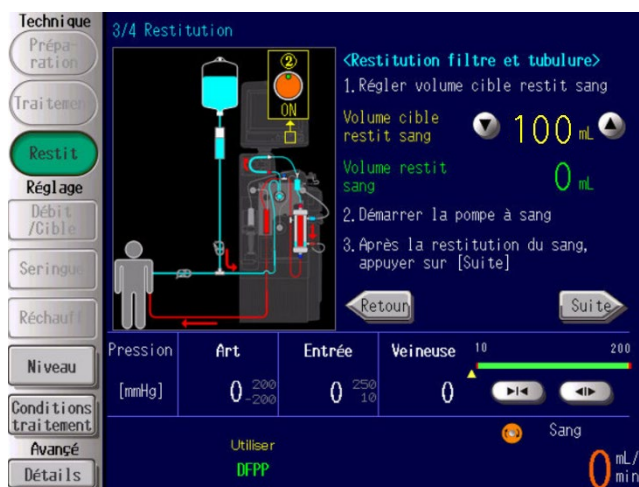 Technique
Prépa-
ration
Traitement
Restit
Réglage
Débit
/Cible
Seringue
Réchauff
Niveau
Conditions
traitement
Avancé
Détails
3/4 Restitution
②
ON
<Restitution filtre et tubulure>
1. Régler volume cible restit sang
Volume cible
restit sang
100 mL
Volume restit
sang
0 mL
2. Démarrer la pompe à sang
3. Après la restitution du sang,
appuyer sur [Suite]
Retour
Suite
Pression
[mmHg]
Art
0 200
-200
Entrée
0 250
10
Veineuse
0
10 200
Utiliser
DFPP
Sang
0 mL/
min